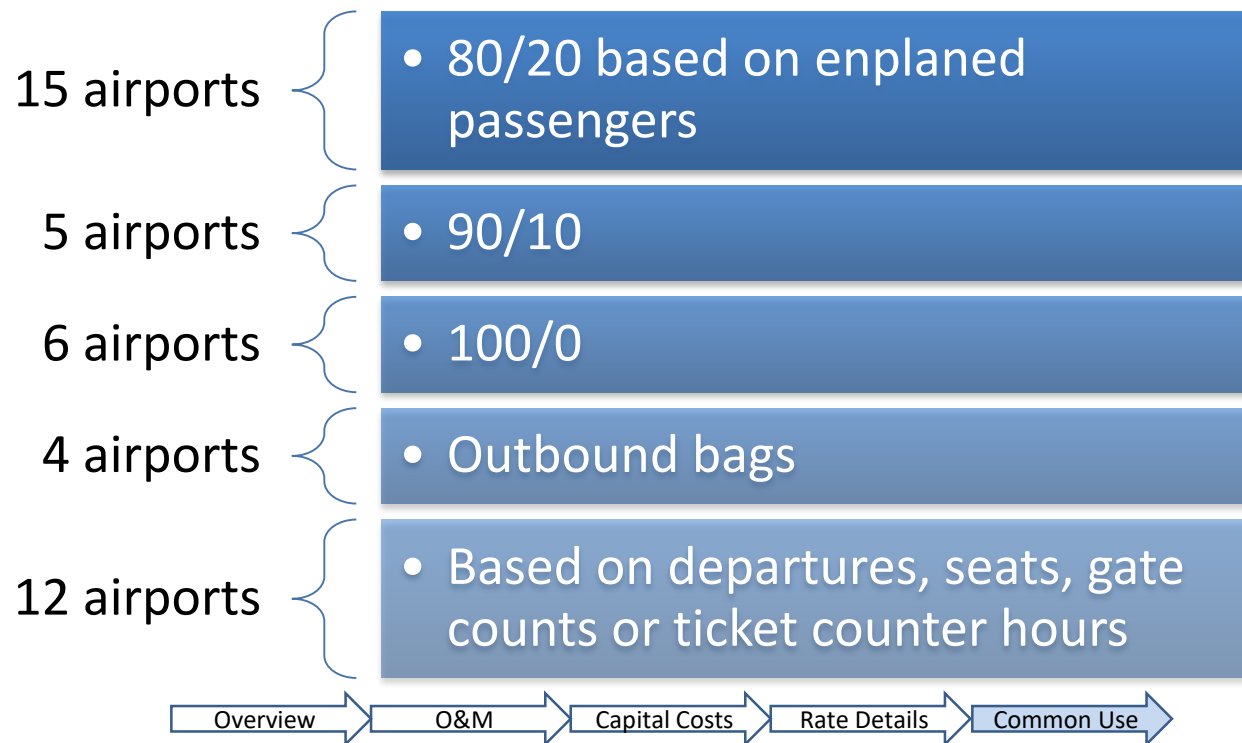 15 airports
• 80/20 based on enplaned
passengers
5 airports
• 90/10
6 airports
• 100/0
4 airports
• Outbound bags
12 airports
• Based on departures, seats, gate
counts or ticket counter hours
Overview
O&M
Capital Costs
Rate Details
Common Use